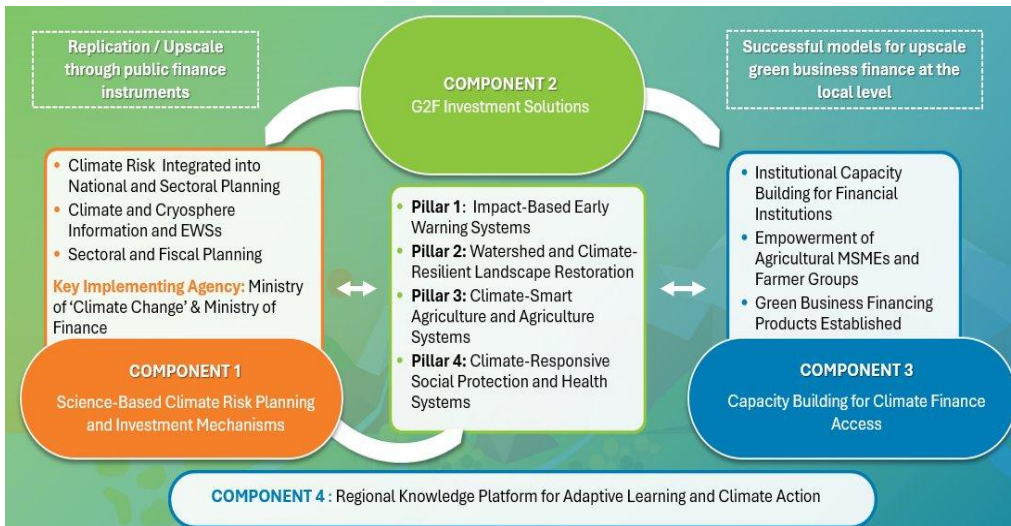 Replication / Upscale
through public finance
instruments
COMPONENT 2
G2F Investment Solutions
Successful models for upscale
green business finance at the
local level
• Climate Risk Integrated into
National and Sectoral Planning
• Climate and Cryosphere
Information and EWSs
• Sectoral and Fiscal Planning
Key Implementing Agency: Ministry
of ‘Climate Change’ & Ministry of
Finance
COMPONENT 1
Science-Based Climate Risk Planning
and Investment Mechanisms
• Pillar 1: Impact-Based Early
Warning Systems
• Pillar 2: Watershed and Climate-
Resilient Landscape Restoration
• Pillar 3: Climate-Smart
Agriculture and Agriculture
Systems
• Pillar 4: Climate-Responsive
Social Protection and Health
Systems
• Institutional Capacity
Building for Financial
Institutions
• Empowerment of
Agricultural MSMEs and
Farmer Groups
• Green Business Financing
Products Established
COMPONENT 3
Capacity Building for Climate Finance
Access
COMPONENT 4 : Regional Knowledge Platform for Adaptive Learning and Climate Action